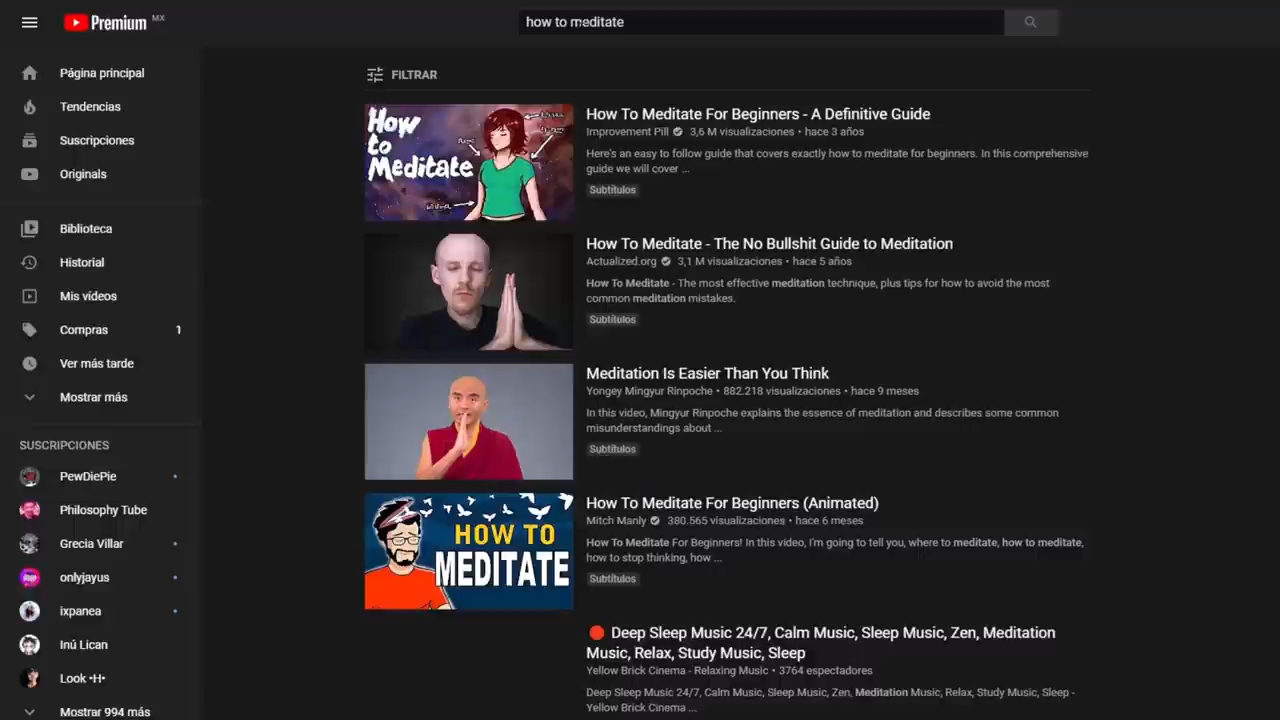 Premium MX
how to meditate
Página principal
Tendencias
Suscripciones
Originals
Biblioteca
Historial
Mis vídeos
Compras 1
Ver más tarde
Mostrar más
SUSCRIPCIONES
PewDiePie
Philosophy Tube
Grecia Villar
onlyjayus
ixpanea
Inú Lican
Look •H•
Mostrar 994 más
FILTRAR
How
to
Meditate
How To Meditate For Beginners - A Definitive Guide
Improvement Pill 3,6 M visualizaciones • hace 3 años
Here's an easy to follow guide that covers exactly how to meditate for beginners. In this comprehensive
guide we will cover ...
Subtítulos
How To Meditate - The No Bullshit Guide to Meditation
Actualized.org 3,1 M visualizaciones • hace 5 años
How To Meditate - The most effective meditation technique, plus tips for how to avoid the most
common meditation mistakes.
Subtítulos
Meditation Is Easier Than You Think
Yongey Mingyur Rinpoche • 882.218 visualizaciones • hace 9 meses
In this video, Mingyur Rinpoche explains the essence of meditation and describes some common
misunderstandings about ...
Subtítulos
HOW TO
MEDITATE
How To Meditate For Beginners (Animated)
Mitch Manly 380.565 visualizaciones • hace 6 meses
How To Meditate For Beginners! In this video, I'm going to tell you, where to meditate, how to meditate,
how to stop thinking, how ...
Subtítulos
Deep Sleep Music 24/7, Calm Music, Sleep Music, Zen, Meditation
Music, Relax, Study Music, Sleep
Yellow Brick Cinema - Relaxing Music • 3764 espectadores
Deep Sleep Music 24/7, Calm Music, Sleep Music, Zen, Meditation Music, Relax, Study Music, Sleep -
Yellow Brick Cinema ...